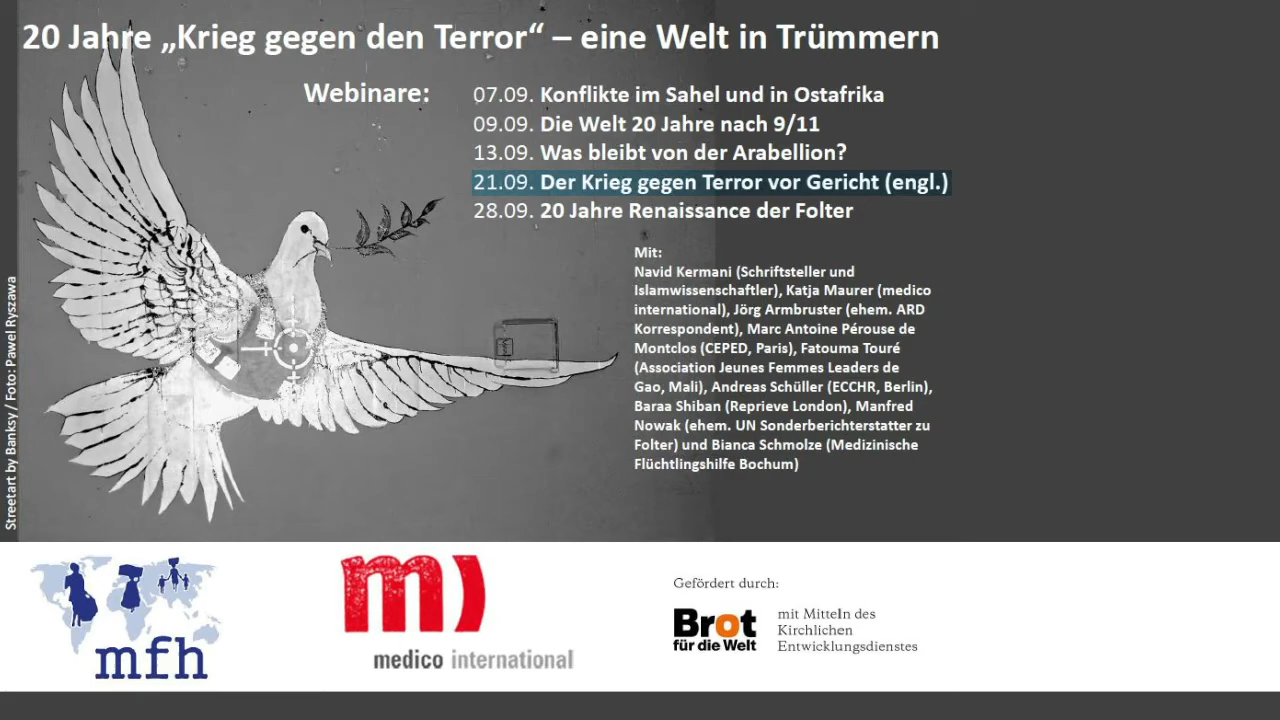 20 Jahre „Krieg gegen den Terror“ – eine Welt in Trümmern
Webinare:
07.09. Konflikte im Sahel und in Ostafrika
09.09. Die Welt 20 Jahre nach 9/11
13.09. Was bleibt von der Arabellion?
21.09. Der Krieg gegen Terror vor Gericht (engl.)
28.09. 20 Jahre Renaissance der Folter
Mit:
Navid Kermani (Schriftsteller und
Islamwissenschaftler), Katja Maurer (medico
international), Jörg Armbruster (ehem. ARD
Korrespondent), Marc Antoine Pérouse de
Montclos (CEPED, Paris), Fatouma Touré
(Association Jeunes Femmes Leaders de
Gao, Mali), Andreas Schüller (ECCHR, Berlin),
Baraa Shiban (Reprieve London), Manfred
Nowak (ehem. UN Sonderberichterstatter zu
Folter) und Bianca Schmolze (Medizinische
Flüchtlingshilfe Bochum)
Streetart by Banksy / Foto: Pawel Ryszawa
mfh
m)
medico international
Gefördert durch:
Brot
für die Welt
mit Mitteln des
Kirchlichen
Entwicklungsdienstes